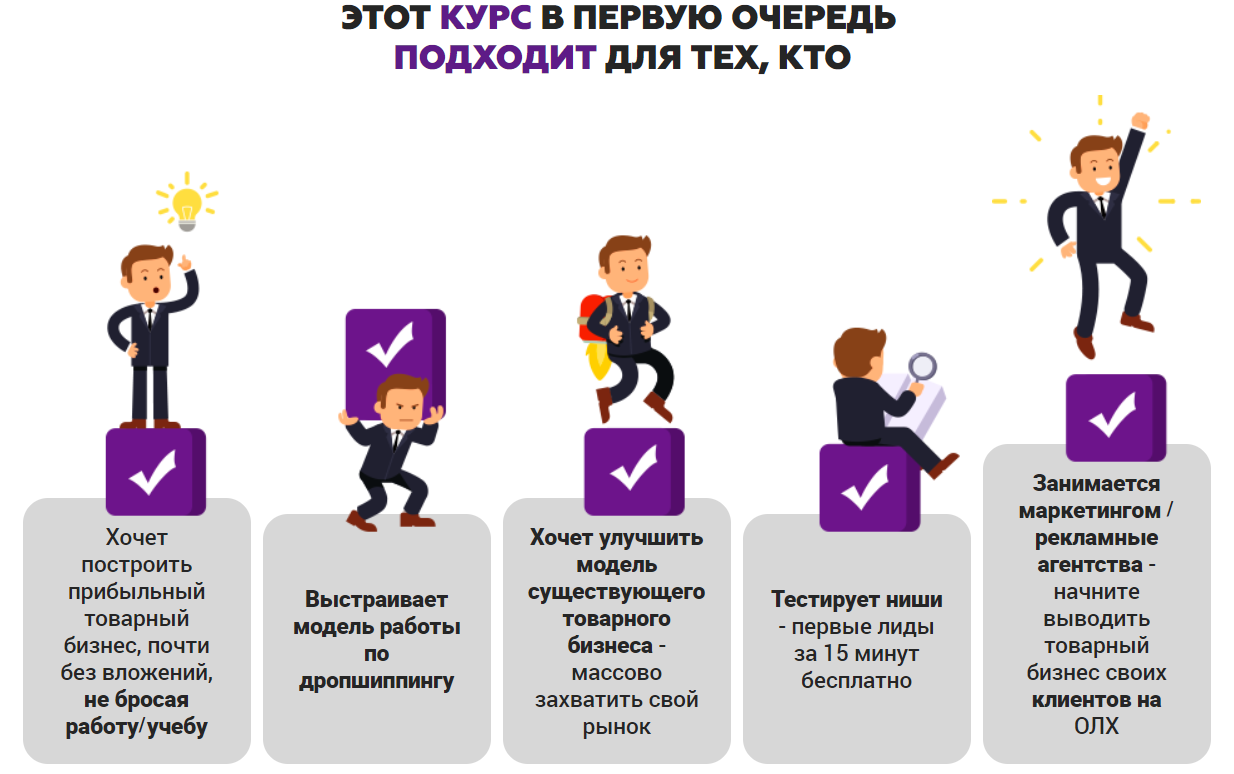 ЭТОТ КУРС В ПЕРВУЮ ОЧЕРЕДЬ
ПОДХОДИТ ДЛЯ ТЕХ, КТО
Хочет
построить
прибыльный
товарный
бизнес, почти
без вложений,
не бросая
работу/учебу
Выстраивает
модель работы
по
дропшиппингу
Хочет улучшить
модель
существующего
товарного
бизнеса -
массово
захватить свой
рынок
Тестирует ниши
- первые лиды
за 15 минут
бесплатно
Занимается
маркетингом /
рекламные
агентства -
начните
выводить
товарный
бизнес своих
клиентов на
ОЛХ